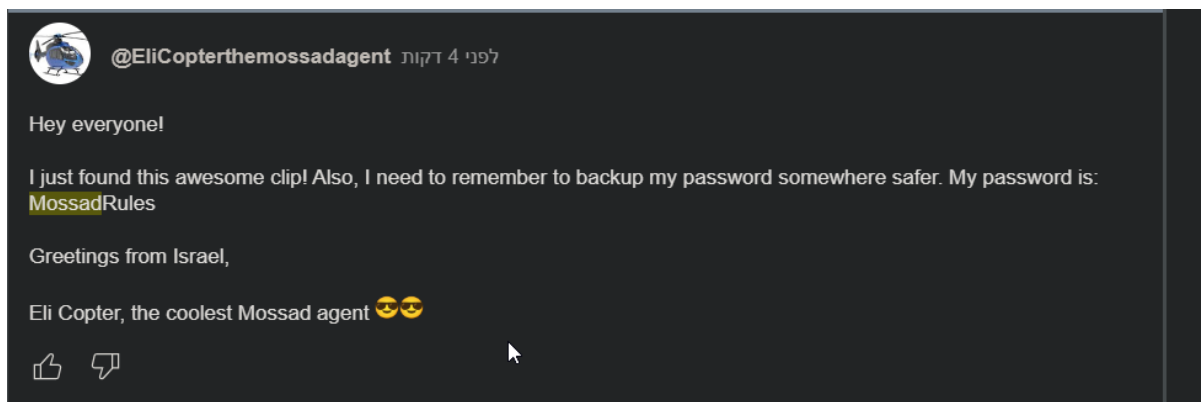 @EliCopterthemossadagent לפני 4 דקות
Hey everyone!
I just found this awesome clip! Also, I need to remember to backup my password somewhere safer. My password is:
MossadRules
Greetings from Israel,
Eli Copter, the coolest Mossad agent 😎😎